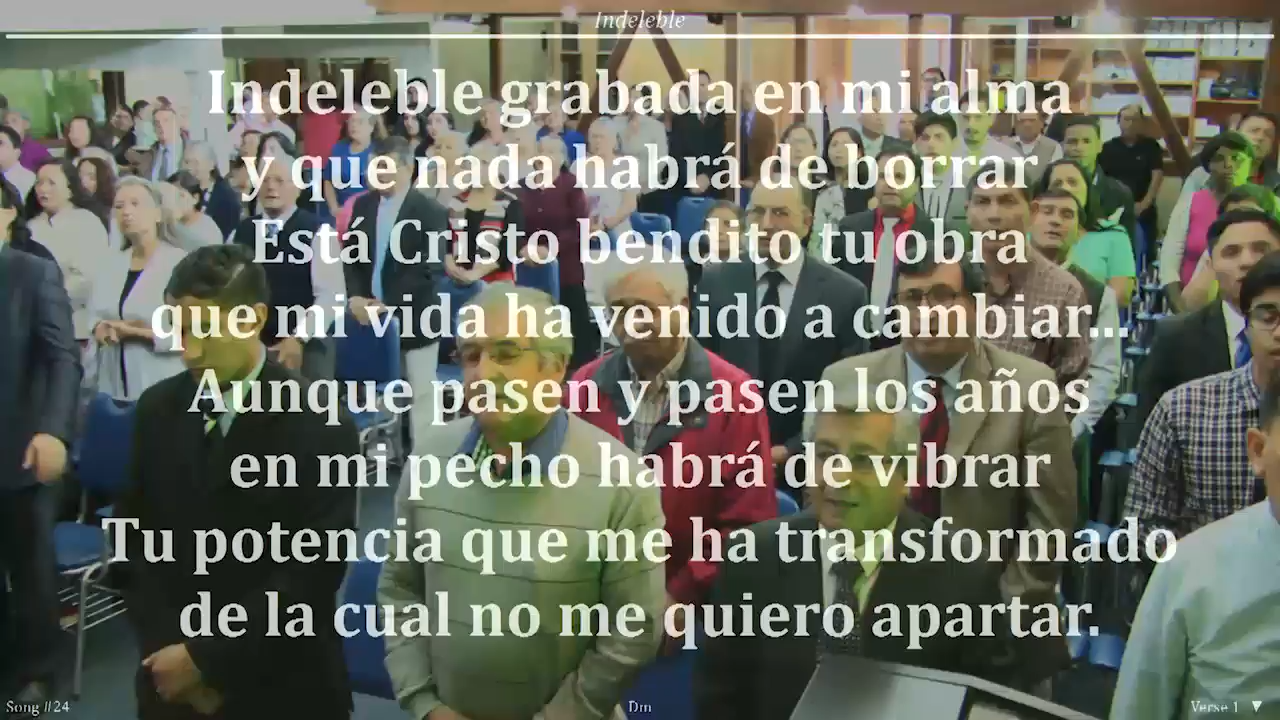 Indeleble
Indeleble grabada en mi alma
y que nada habrá de borrar
Está Cristo bendito tu obra
que mi vida ha venido a cambiar...
Aunque pasen y pasen los años
en mi pecho habrá de vibrar
Tu potencia que me ha transformado
de la cual no me quiero apartar.
Song #24
Dm
Verse 1 ▼